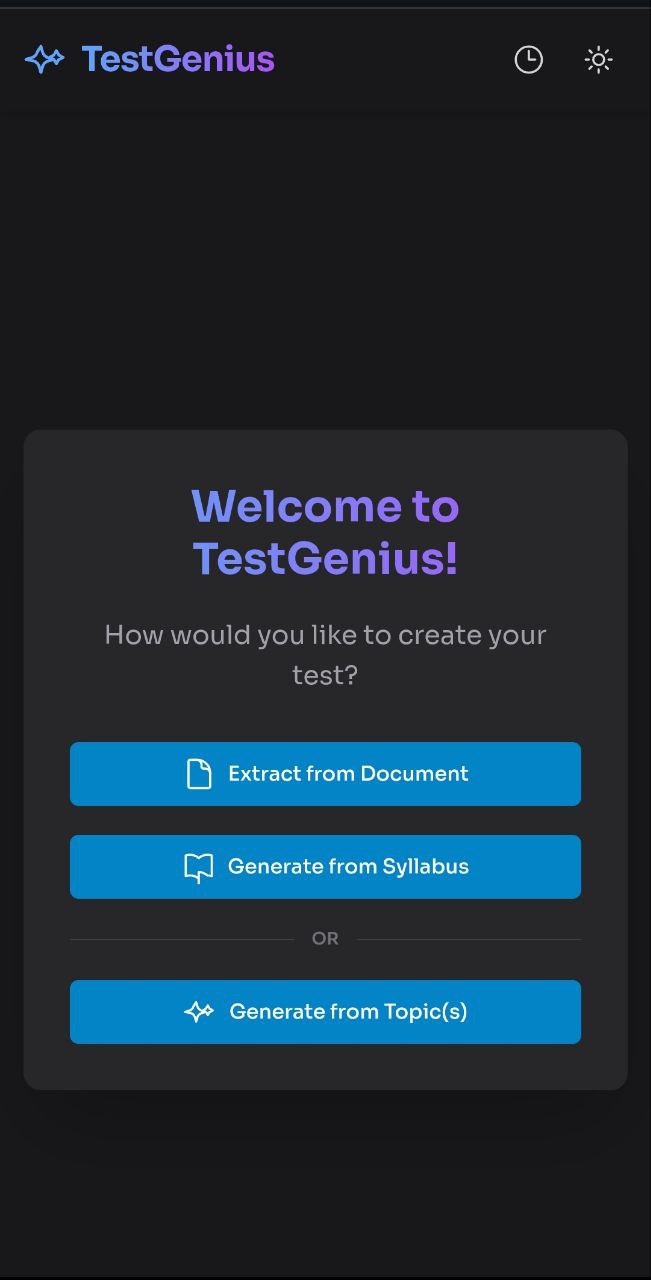 TestGenius
Welcome to
TestGenius!
How would you like to create your
test?
Extract from Document
Generate from Syllabus
OR
Generate from Topic(s)